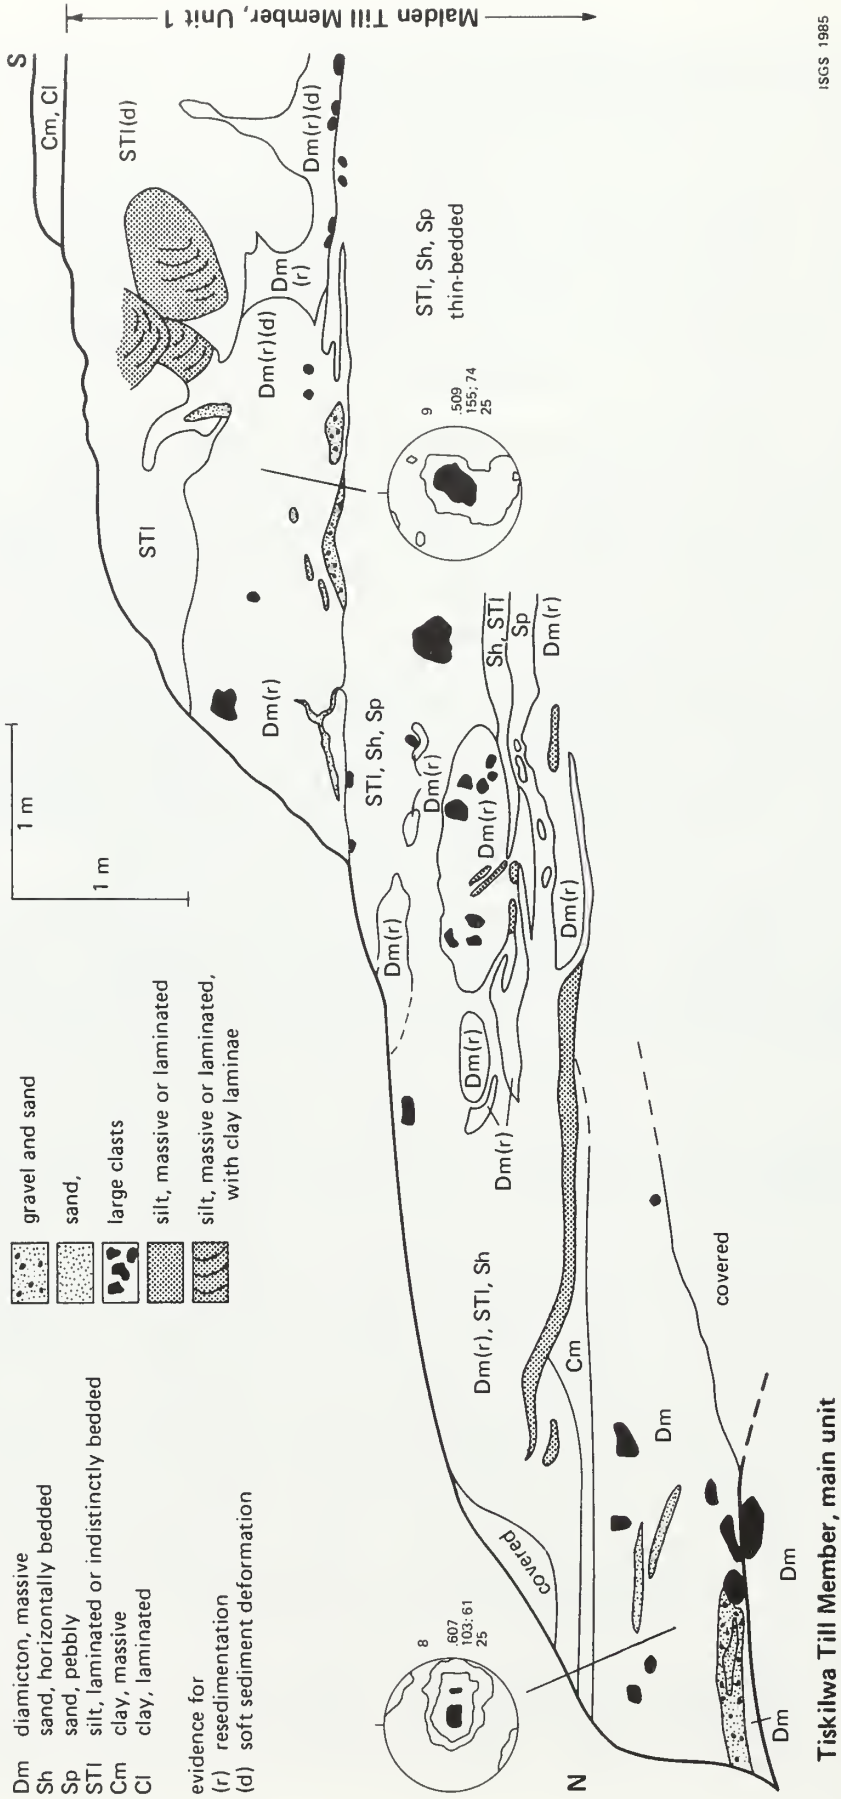 Dm diamicton, massive
Sh sand, horizontally bedded
Sp sand, pebbly
STl silt, laminated or indistinctly bedded
Cm clay, massive
Cl clay, laminated
evidence for
(r) resedimentation
(d) soft sediment deformation
gravel and sand
sand,
large clasts
silt, massive or laminated
silt, massive or laminated,
with clay laminae
1 m
1 m
S
Cm, Cl
Malden Till Member, Unit 1
STl(d)
STl
Dm(r)(d)
Dm
(r)
Dm(r)(d)
Dm(r)
STl, Sh, Sp
thin-bedded
9
.509
155; 74
25
STl, Sh, Sp
Dm(r)
Dm(r)
Dm(r)
Sh, STl
Sp
Dm(r)
Dm(r)
Dm(r)
Dm(r)
Dm(r), STl, Sh
Cm
covered
8
.607
103; 61
25
N
Dm
covered
Dm
Dm
Tiskilwa Till Member, main unit
ISGS 1985